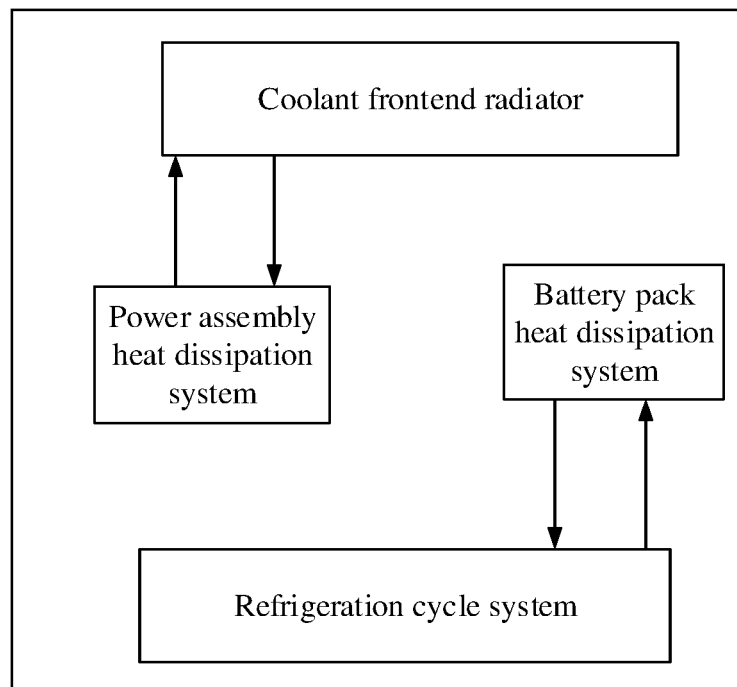 Coolant frontend radiator
Power assembly
heat dissipation
system
Battery pack
heat dissipation
system
Refrigeration cycle system